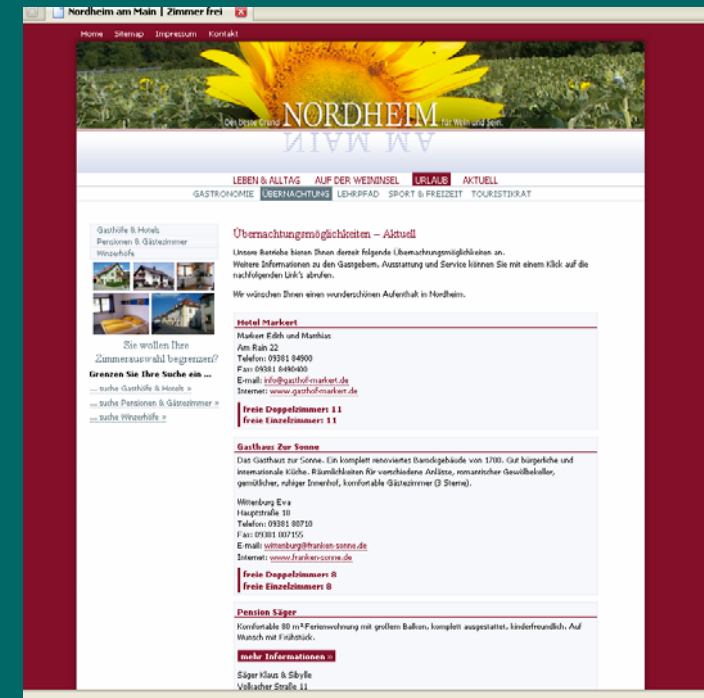 Nordheim am Main | Zimmer frei
Home Sitemap Impressum Kontakt
Der beste Grund NORDHEIM für Wein und Sein.
AM MAIN
LEBEN & ALLTAG AUF DER WEININSEL URLAUB AKTUELL
GASTRONOMIE ÜBERNACHTUNG LEHRPFAD SPORT & FREIZEIT TOURISTIKRAT
Gasthöfe & Hotels
Pensionen & Gästezimmer
Winzerhöfe
Sie wollen Ihre
Zimmerauswahl begrenzen?
Grenzen Sie Ihre Suche ein ...
... suche Gasthöfe & Hotels »
... suche Pensionen & Gästezimmer »
... suche Winzerhöfe »
Übernachtungsmöglichkeiten – Aktuell
Unsere Betriebe bieten Ihnen derzeit folgende Übernachtungsmöglichkeiten an.
Weitere Informationen zu den Gastgebern, Ausstattung und Service können Sie mit einem Klick auf die
nachfolgenden Link's abrufen.
Wir wünschen Ihnen einen wunderschönen Aufenthalt in Nordheim.
Hotel Markert
Markert Edith und Matthias
Am Rain 22
Telefon: 09381 84900
Fax: 09381 8490400
E-mail: info@gasthof-markert.de
Internet: www.gasthof-markert.de
freie Doppelzimmer: 11
freie Einzelzimmer: 11
Gasthaus Zur Sonne
Das Gasthaus zur Sonne. Ein komplett renoviertes Barockgebäude von 1780. Gut bürgerliche und
internationale Küche. Räumlichkeiten für verschiedene Anlässe, romantischer Gewölbekeller,
gemütlicher, ruhiger Innenhof, komfortable Gästezimmer (3 Sterne).
Wittenburg Eva
Hauptstraße 18
Telefon: 09381 80710
Fax: 09381 807155
E-mail: wittenburg@franken-sonne.de
Internet: www.franken-sonne.de
freie Doppelzimmer: 8
freie Einzelzimmer: 8
Pension Säger
Komfortable 80 m²-Ferienwohnung mit großem Balkon, komplett ausgestattet, kinderfreundlich. Auf
Wunsch mit Frühstück.
mehr Informationen »
Säger Klaus & Sibylle
Volkacher Straße 11